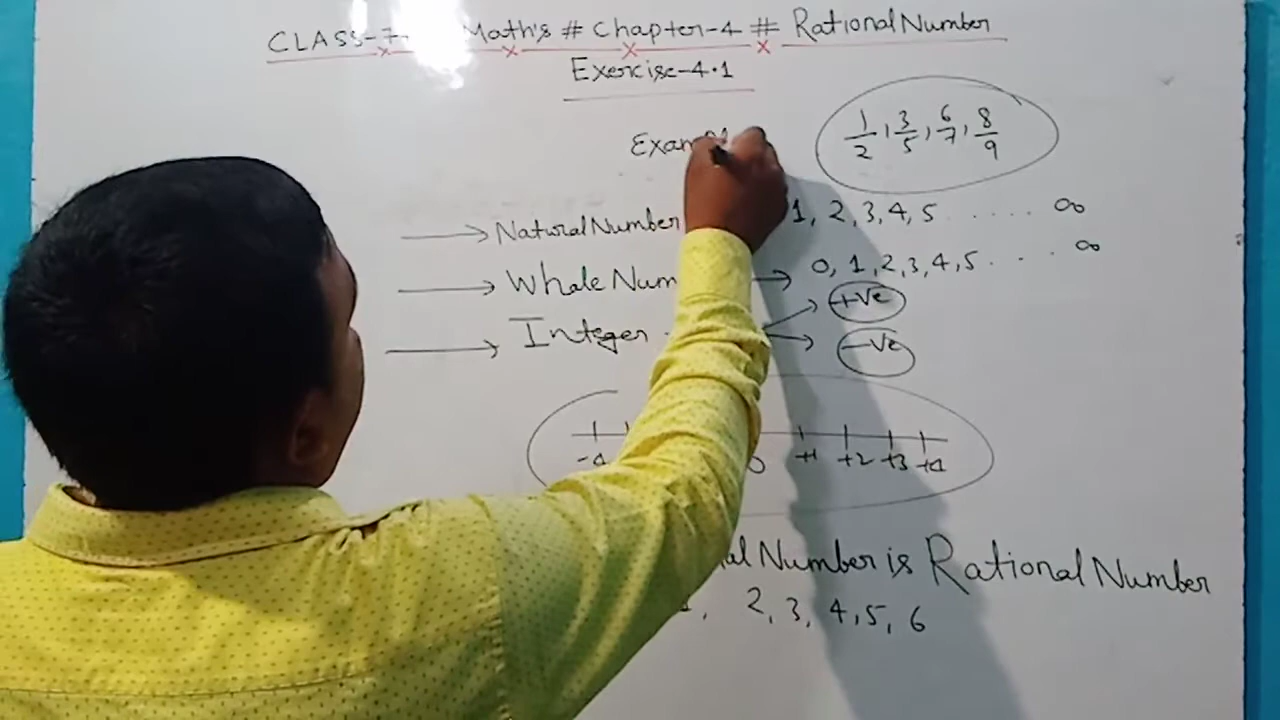 CLASS-7 Math's # Chapter-4 # Rational Number
Exercise-4.1
1/2, 3/5, 6/7, 8/9
Natural Number 1, 2, 3, 4, 5 ..... ∞
Whole Num → 0, 1, 2, 3, 4, 5 . . . ∞
+ve
Integer
-ve
-4 0 +1 +2 +3 +4
al Number is Rational Number
1, 2, 3, 4, 5, 6